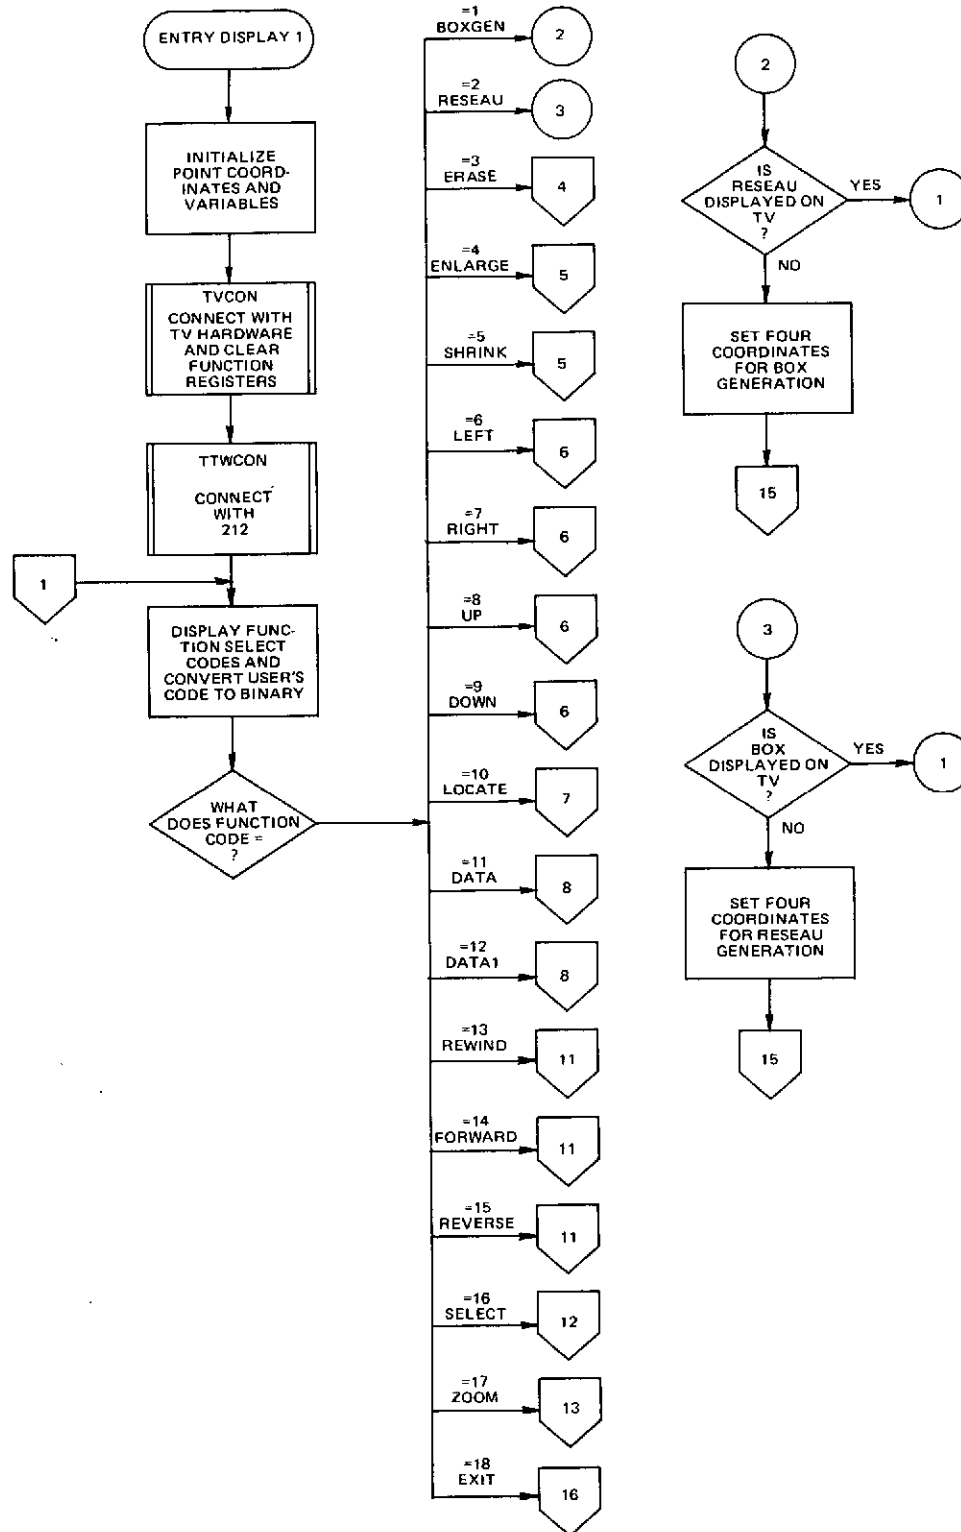 ENTRY DISPLAY 1
INITIALIZE
POINT COORD-
INATES AND
VARIABLES
TVCON
CONNECT WITH
TV HARDWARE
AND CLEAR
FUNCTION
REGISTERS
TTWCON
CONNECT
WITH
212
1
DISPLAY FUNC-
TION SELECT
CODES AND
CONVERT USER'S
CODE TO BINARY
WHAT
DOES FUNCTION
CODE =
?
=1
BOXGEN
2
=2
RESEAU
3
=3
ERASE
4
=4
ENLARGE
5
=5
SHRINK
5
=6
LEFT
6
=7
RIGHT
6
=8
UP
6
=9
DOWN
6
=10
LOCATE
7
=11
DATA
8
=12
DATA1
8
=13
REWIND
11
=14
FORWARD
11
=15
REVERSE
11
=16
SELECT
12
=17
ZOOM
13
=18
EXIT
16
2
IS
RESEAU
DISPLAYED ON
TV
?
YES
1
NO
SET FOUR
COORDINATES
FOR BOX
GENERATION
15
3
IS
BOX
DISPLAYED ON
TV
?
YES
1
NO
SET FOUR
COORDINATES
FOR RESEAU
GENERATION
15